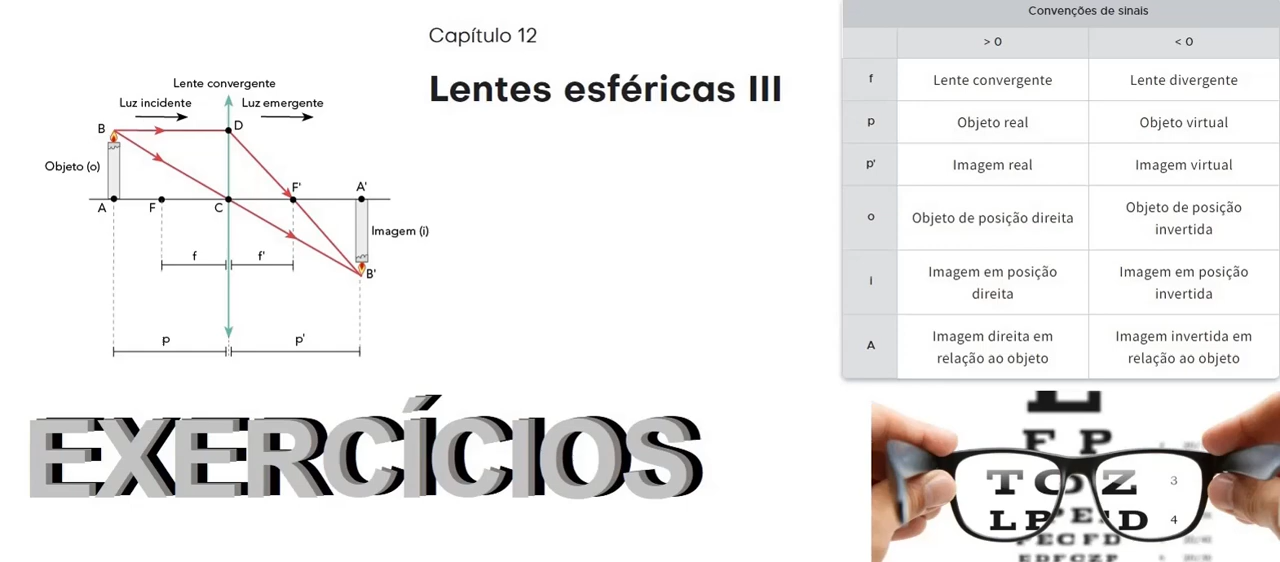 Capítulo 12
Lentes esféricas III
Lente convergente
Luz incidente
Luz emergente
B
D
Objeto (o)
F'
A'
A
F
C
Imagem (i)
f
f'
B'
p
p'
Convenções de sinais
> 0
< 0
f
Lente convergente
Lente divergente
p
Objeto real
Objeto virtual
p'
Imagem real
Imagem virtual
o
Objeto de posição direita
Objeto de posição
invertida
i
Imagem em posição
direita
Imagem em posição
invertida
A
Imagem direita em
relação ao objeto
Imagem invertida em
relação ao objeto
EXERCÍCIOS
F P
T O Z
3
L P E D
4
P E C F D
E D F C Z P